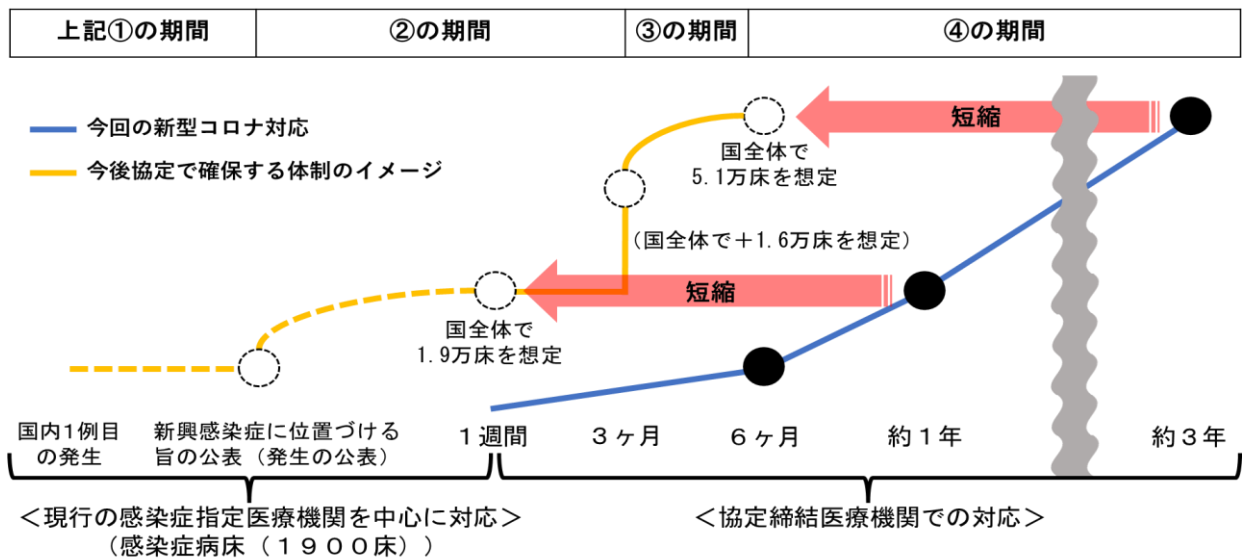 上記①の期間
②の期間
③の期間
④の期間
今回の新型コロナ対応
今後協定で確保する体制のイメージ
短縮
国全体で
5.1万床を想定
（国全体で＋1.6万床を想定）
短縮
国全体で
1.9万床を想定
国内1例目
の発生
新興感染症に位置づける
旨の公表（発生の公表）
１週間
３ヶ月
６ヶ月
約１年
約３年
＜現行の感染症指定医療機関を中心に対応＞
（感染症病床（１９００床））
＜協定締結医療機関での対応＞